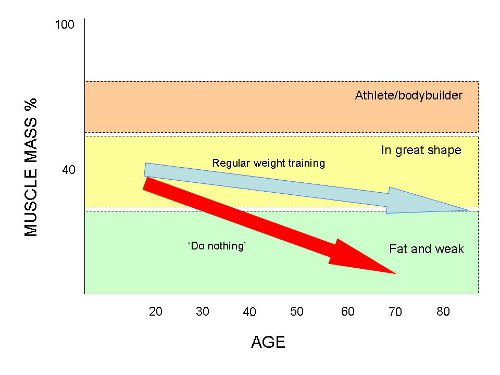 100
Athlete/bodybuilder
In great shape
Regular weight training
40
MUSCLE MASS %
'Do nothing'
Fat and weak
20 30 40 50 60 70 80
AGE